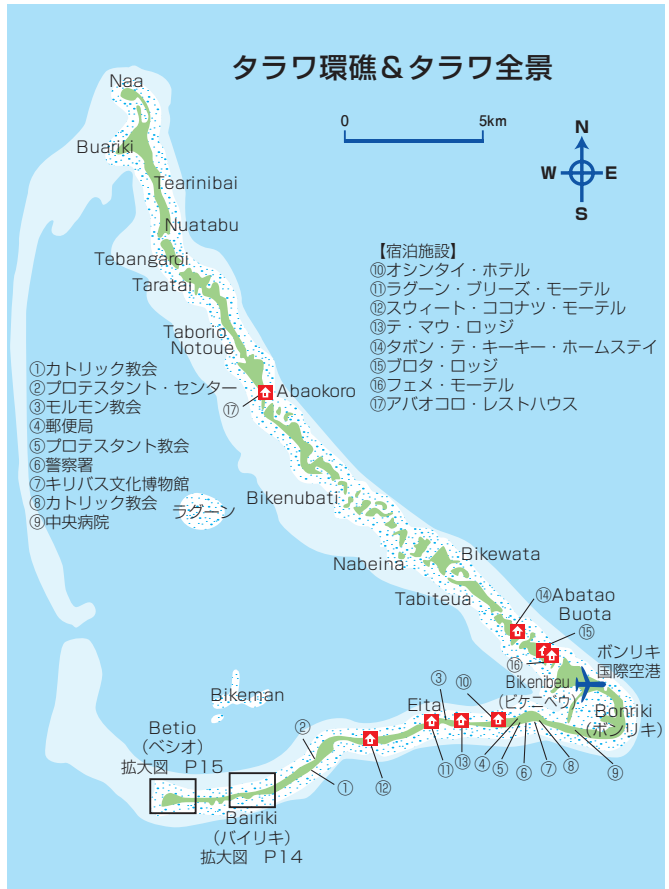 タラワ環礁&タラワ全景
0 5km
N
W E
S
Naa
Buariki
Tearinibai
Nuatabu
Tebangaroi
Taratai
Taborio
Notoue
【宿泊施設】
⑩オシンタイ・ホテル
⑪ラグーン・ブリーズ・モーテル
⑫スウィート・ココナツ・モーテル
⑬テ・マウ・ロッジ
⑭タボン・テ・キーキー・ホームステイ
⑮ブロタ・ロッジ
⑯フェメ・モーテル
⑰アバオコロ・レストハウス
①カトリック教会
②プロテスタント・センター
③モルモン教会
④郵便局
⑤プロテスタント教会
⑥警察署
⑦キリバス文化博物館
⑧カトリック教会
⑨中央病院
Abaokoro
⑰
Bikenubati
ラグーン
Nabeina
Bikewata
Tabiteua
⑭Abatao
Buota
⑮
⑯
ボンリキ
国際空港
Bikenibeu
(ビケニベウ)
Bonriki
(ボンリキ)
Bikeman
Eita
③
⑩
Betio
(ベシオ)
拡大図 P15
②
①
⑫
⑪
⑬
④
⑤
⑥
⑦
⑧
⑨
Bairiki
(バイリキ)
拡大図 P14